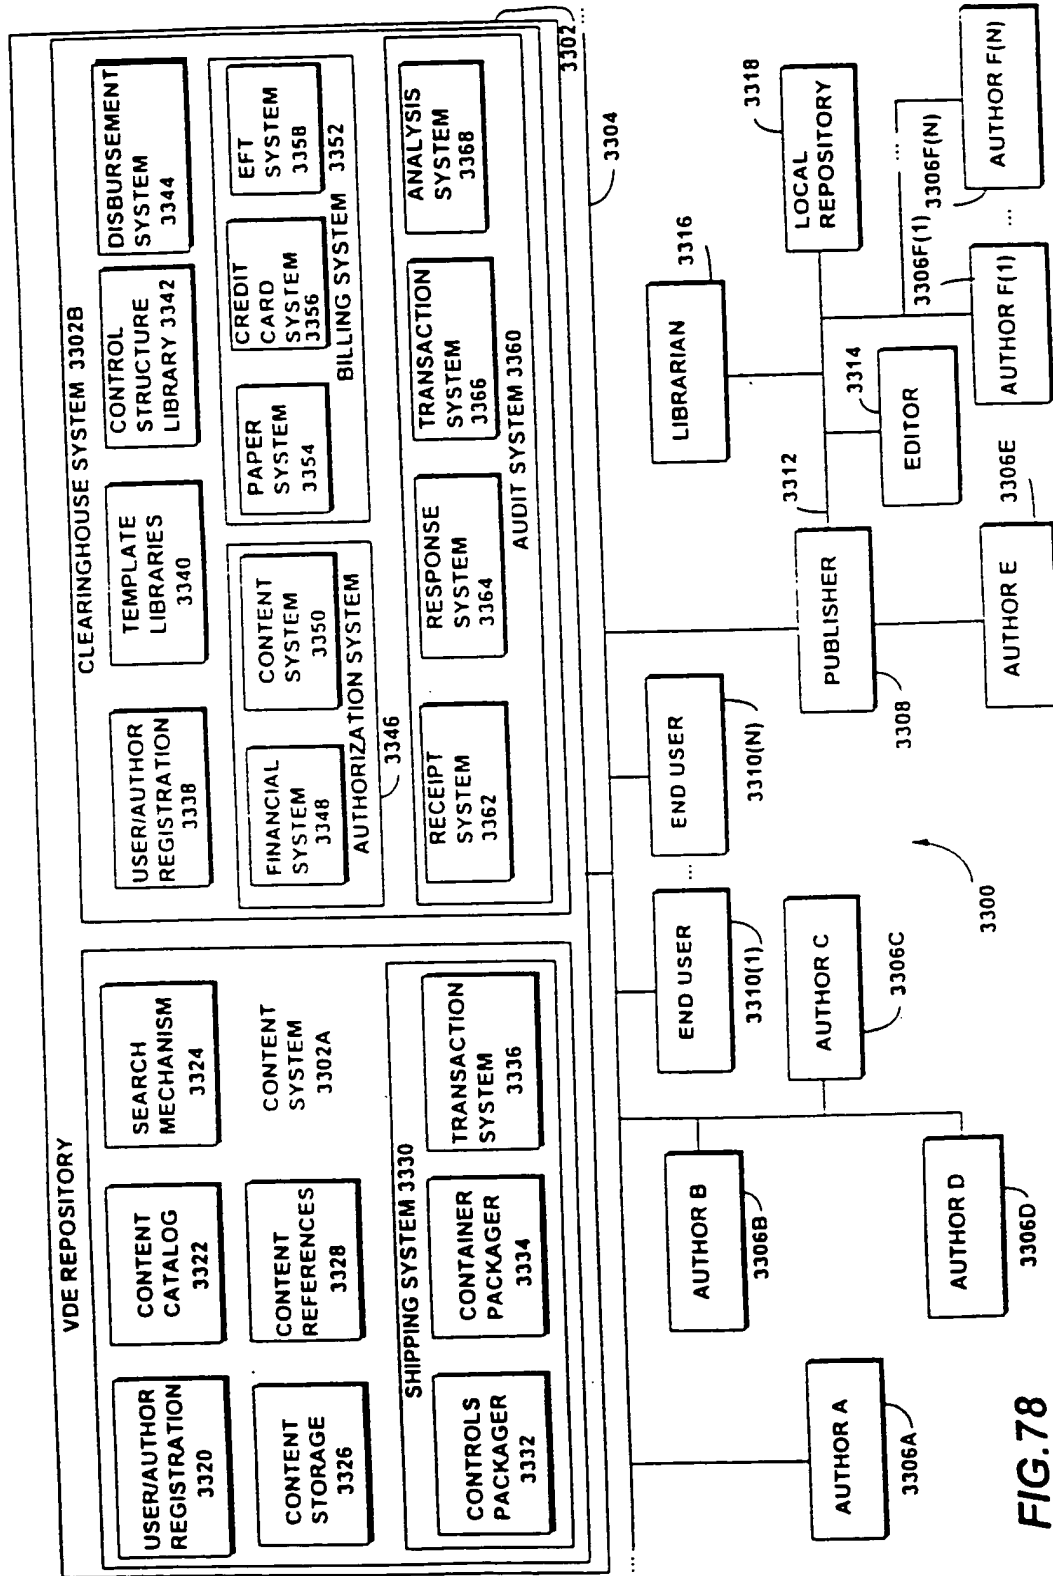 VDE REPOSITORY
3302
USER/AUTHOR
REGISTRATION
3320
CONTENT
CATALOG
3322
SEARCH
MECHANISM
3324
CONTENT
STORAGE
3326
CONTENT
REFERENCES
3328
CONTENT
SYSTEM
3302A
SHIPPING SYSTEM 3330
CONTROLS
PACKAGER
3332
CONTAINER
PACKAGER
3334
TRANSACTION
SYSTEM
3336
CLEARINGHOUSE SYSTEM 3302B
USER/AUTHOR
REGISTRATION
3338
TEMPLATE
LIBRARIES
3340
CONTROL
STRUCTURE
LIBRARY 3342
DISBURSEMENT
SYSTEM
3344
FINANCIAL
SYSTEM
3348
CONTENT
SYSTEM
3350
AUTHORIZATION SYSTEM
3346
PAPER
SYSTEM
3354
CREDIT
CARD
SYSTEM
3356
EFT
SYSTEM
3358
BILLING SYSTEM 3352
RECEIPT
SYSTEM
3362
RESPONSE
SYSTEM
3364
TRANSACTION
SYSTEM
3366
ANALYSIS
SYSTEM
3368
AUDIT SYSTEM 3360
...
...
3304
AUTHOR A
3306A
AUTHOR B
3306B
AUTHOR C
3306C
AUTHOR D
3306D
END USER
3310(1)
...
END USER
3310(N)
3300
PUBLISHER
3308
3312
AUTHOR E
3306E
EDITOR
3314
LIBRARIAN
3316
LOCAL
REPOSITORY
3318
AUTHOR F(1)
3306F(1)
...
...
AUTHOR F(N)
3306F(N)
FIG.78